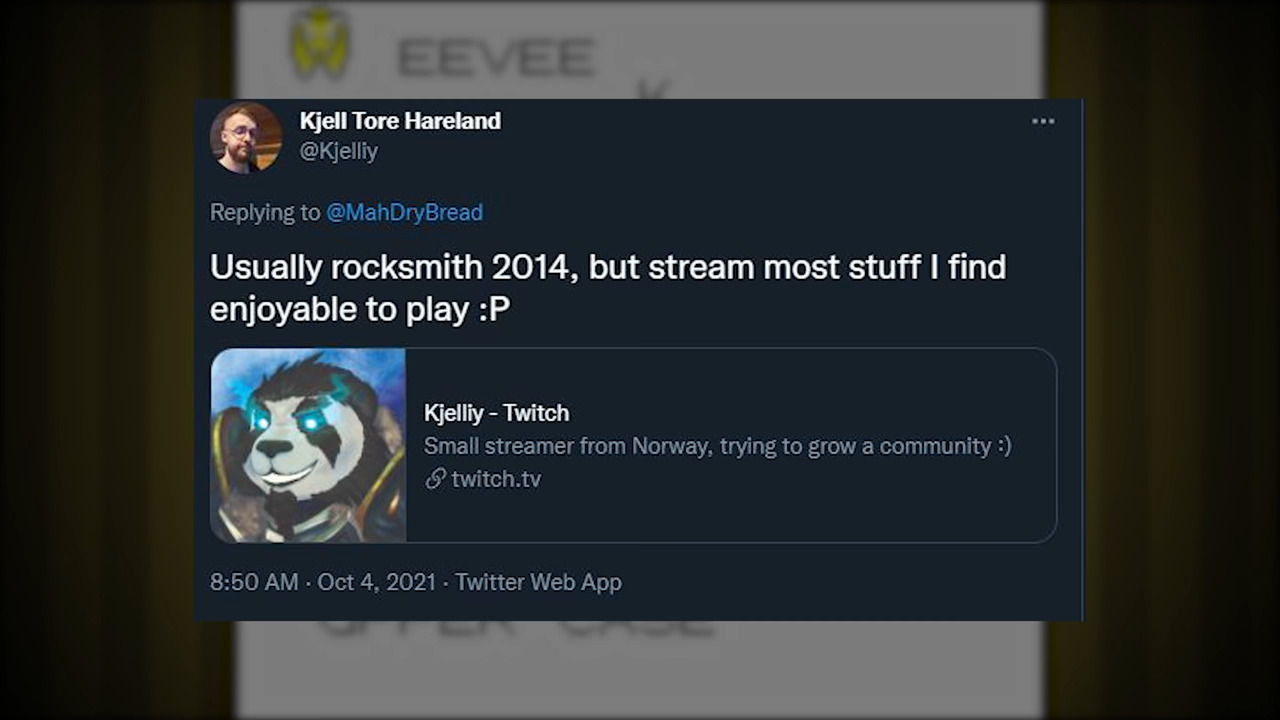 EEVEE
K
Kjell Tore Hareland
@Kjelliy
Replying to @MahDryBread
Usually rocksmith 2014, but stream most stuff I find
enjoyable to play :P
Kjelliy - Twitch
Small streamer from Norway, trying to grow a community :)
twitch.tv
8:50 AM · Oct 4, 2021 · Twitter Web App
UPPER CASE